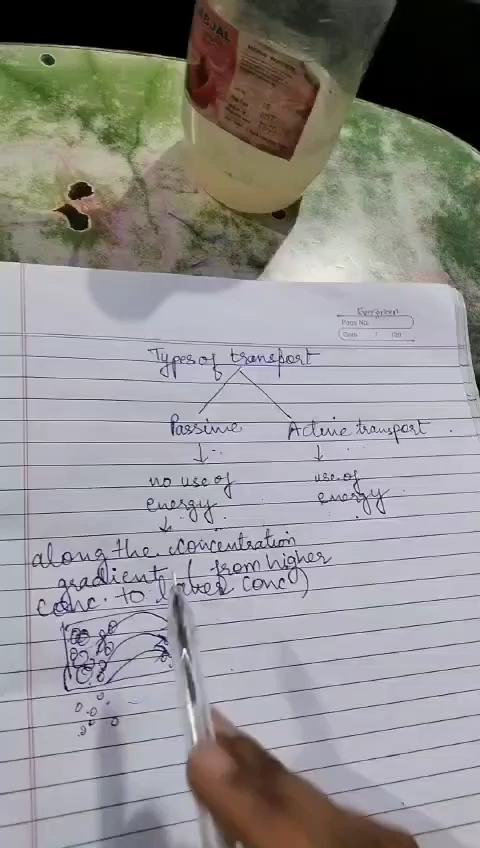 Page No.
Date / /20
Types of transport
Passive Active transport
↓ ↓
no use of use of
energy energy
↓
along the concentration
gradient ( from higher
conc. to lower conc)